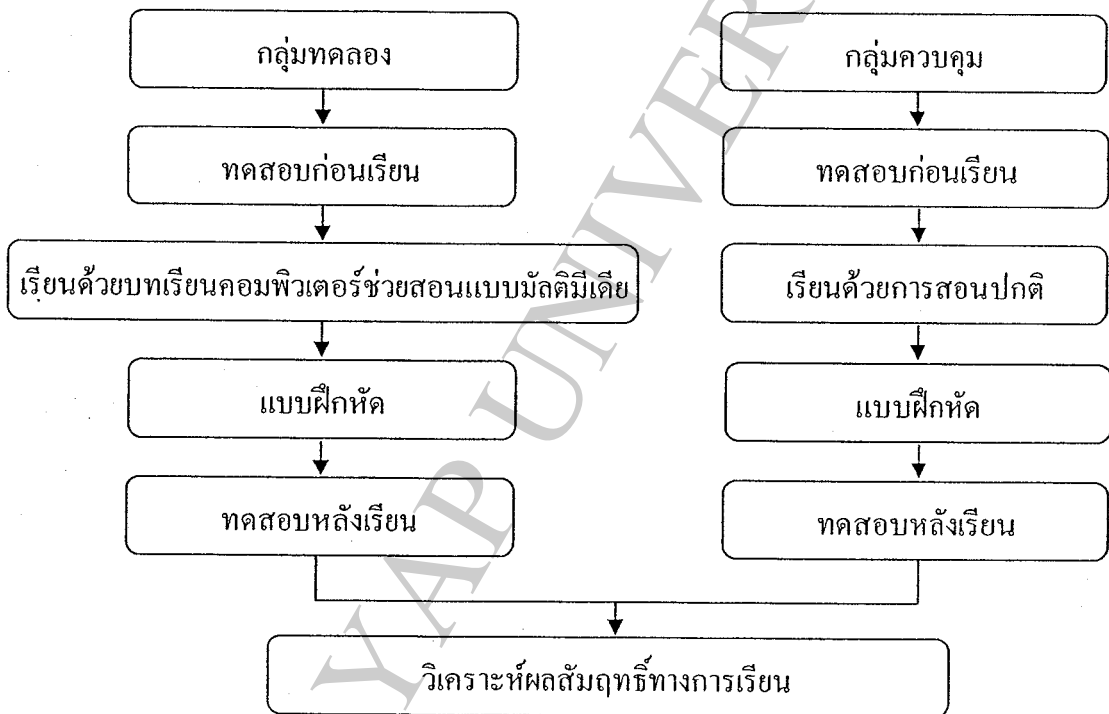 กลุ่มทดลอง
ทดสอบก่อนเรียน
เรียนด้วยบทเรียนคอมพิวเตอร์ช่วยสอนแบบมัลติมีเดีย
แบบฝึกหัด
ทดสอบหลังเรียน
กลุ่มควบคุม
ทดสอบก่อนเรียน
เรียนด้วยการสอนปกติ
แบบฝึกหัด
ทดสอบหลังเรียน
วิเคราะห์ผลสัมฤทธิ์ทางการเรียน
YAP UNIVER